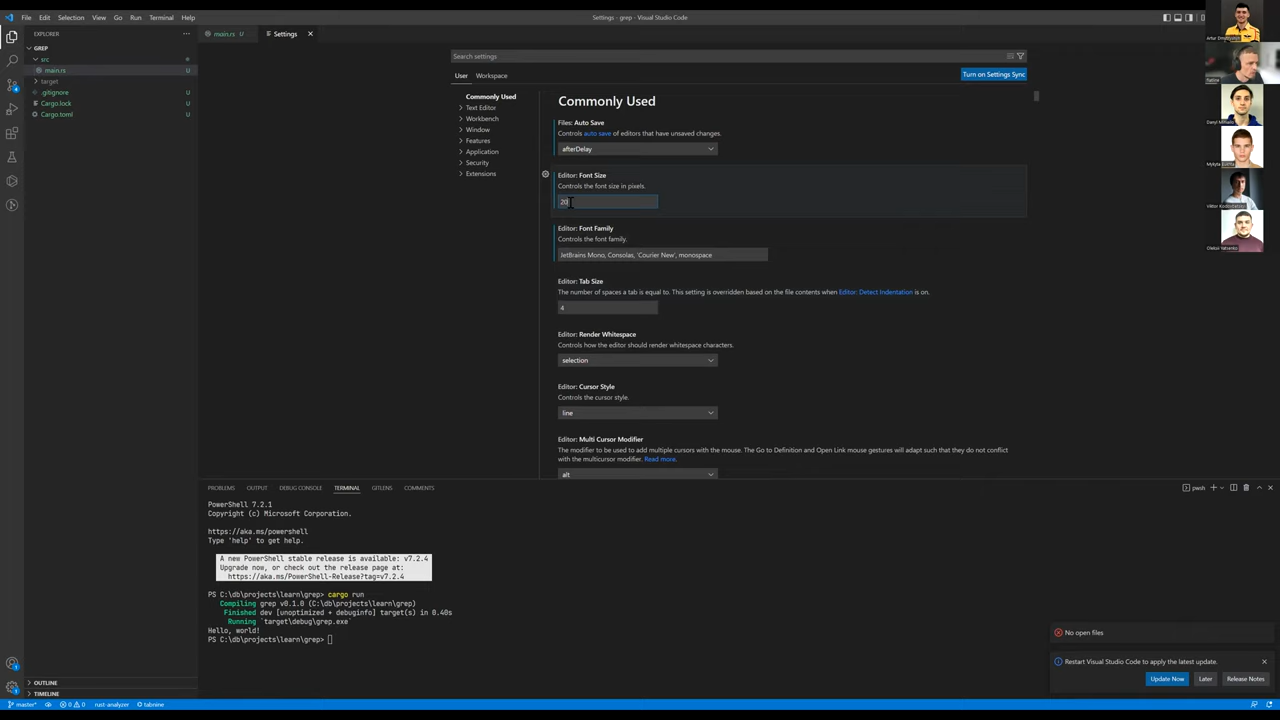 File Edit Selection View Go Run Terminal Help
Settings - grep - Visual Studio Code
EXPLORER
GREP
src
main.rs U
target
.gitignore U
Cargo.lock U
Cargo.toml U
OUTLINE
TIMELINE
main.rs U
Settings
Search settings
User Workspace
Turn on Settings Sync
Commonly Used
Text Editor
Workbench
Window
Features
Application
Security
Extensions
Commonly Used
Files: Auto Save
Controls auto save of editors that have unsaved changes.
afterDelay
Editor: Font Size
Controls the font size in pixels.
20
Editor: Font Family
Controls the font family.
JetBrains Mono, Consolas, 'Courier New', monospace
Editor: Tab Size
The number of spaces a tab is equal to. This setting is overridden based on the file contents when Editor: Detect Indentation is on.
4
Editor: Render Whitespace
Controls how the editor should render whitespace characters.
selection
Editor: Cursor Style
Controls the cursor style.
line
Editor: Multi Cursor Modifier
The modifier to be used to add multiple cursors with the mouse. The Go to Definition and Open Link mouse gestures will adapt such that they do not conflict
with the multicursor modifier. Read more.
alt
PROBLEMS OUTPUT DEBUG CONSOLE TERMINAL GITLENS COMMENTS
pwsh
PowerShell 7.2.1
Copyright (c) Microsoft Corporation.
https://aka.ms/powershell
Type 'help' to get help.
A new PowerShell stable release is available: v7.2.4
Upgrade now, or check out the release page at:
https://aka.ms/PowerShell-Release?tag=v7.2.4
PS C:\db\projects\learn\grep> cargo run
Compiling grep v0.1.0 (C:\db\projects\learn\grep)
Finished dev [unoptimized + debuginfo] target(s) in 0.40s
Running `target\debug\grep.exe`
Hello, world!
PS C:\db\projects\learn\grep>
No open files
Restart Visual Studio Code to apply the latest update.
Update Now Later Release Notes
master* 0 0 rust-analyzer tabnine
4
1
1
Danyl Mikhailo
Oleksii Yatsenko